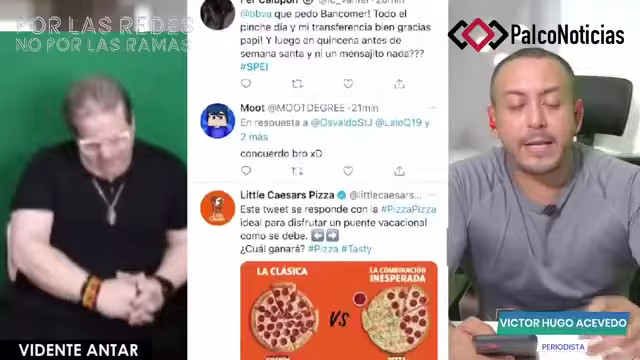 POR LAS REDES
NO POR LAS RAMAS
@bbva que pedo Bancomer! Todo el
pinche día y mi transferencia bien gracias
papi! Y luego en quincena antes de
semana santa y ni un mensajito nada???
#SPEI
Moot @MOOTDEGREE · 21min
En respuesta a @OsvaldoStJ @LaloQ19 y
2 más
concuerdo bro xD
Little Caesars Pizza @littlecaesars...
Este tweet se responde con la #PizzaPizza
ideal para disfrutar un puente vacacional
como se debe.
¿Cuál ganará? #Pizza #Tasty
LA CLÁSICA
LA COMBINACIÓN
INESPERADA
VS
PalcoNoticias
VICTOR HUGO ACEVEDO
PERIODISTA
VIDENTE ANTAR